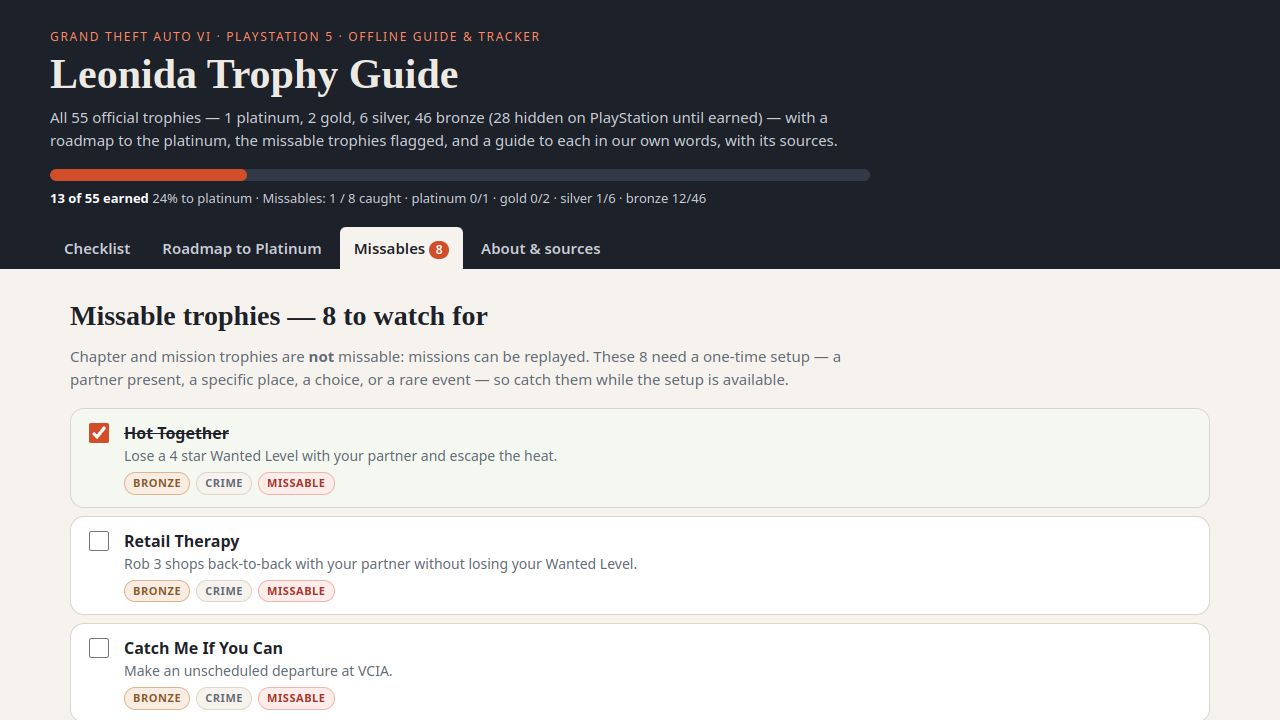 GRAND THEFT AUTO VI · PLAYSTATION 5 · OFFLINE GUIDE & TRACKER
Leonida Trophy Guide
All 55 official trophies — 1 platinum, 2 gold, 6 silver, 46 bronze (28 hidden on PlayStation until earned) — with a
roadmap to the platinum, the missable trophies flagged, and a guide to each in our own words, with its sources.
13 of 55 earned 24% to platinum · Missables: 1 / 8 caught · platinum 0/1 · gold 0/2 · silver 1/6 · bronze 12/46
Checklist Roadmap to Platinum Missables 8 About & sources
Missable trophies — 8 to watch for
Chapter and mission trophies are not missable: missions can be replayed. These 8 need a one-time setup — a
partner present, a specific place, a choice, or a rare event — so catch them while the setup is available.
Hot Together
Lose a 4 star Wanted Level with your partner and escape the heat.
BRONZE CRIME MISSABLE
Retail Therapy
Rob 3 shops back-to-back with your partner without losing your Wanted Level.
BRONZE CRIME MISSABLE
Catch Me If You Can
Make an unscheduled departure at VCIA.
BRONZE CRIME MISSABLE